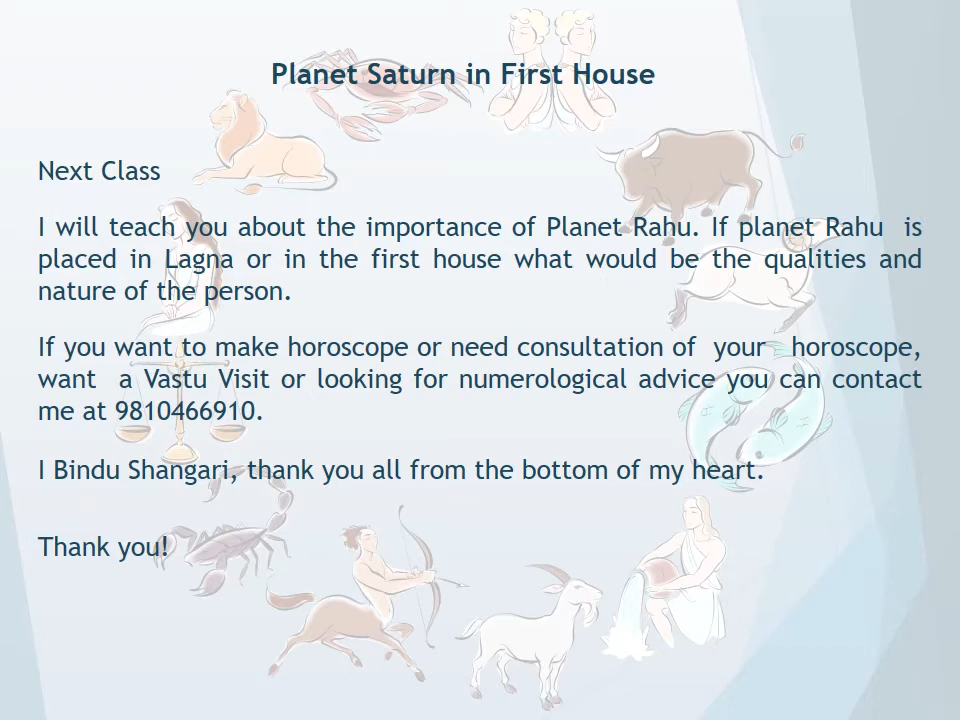 Planet Saturn in First House
Next Class
I will teach you about the importance of Planet Rahu. If planet Rahu is
placed in Lagna or in the first house what would be the qualities and
nature of the person.
If you want to make horoscope or need consultation of your horoscope,
want a Vastu Visit or looking for numerological advice you can contact
me at 9810466910.
I Bindu Shangari, thank you all from the bottom of my heart.
Thank you!